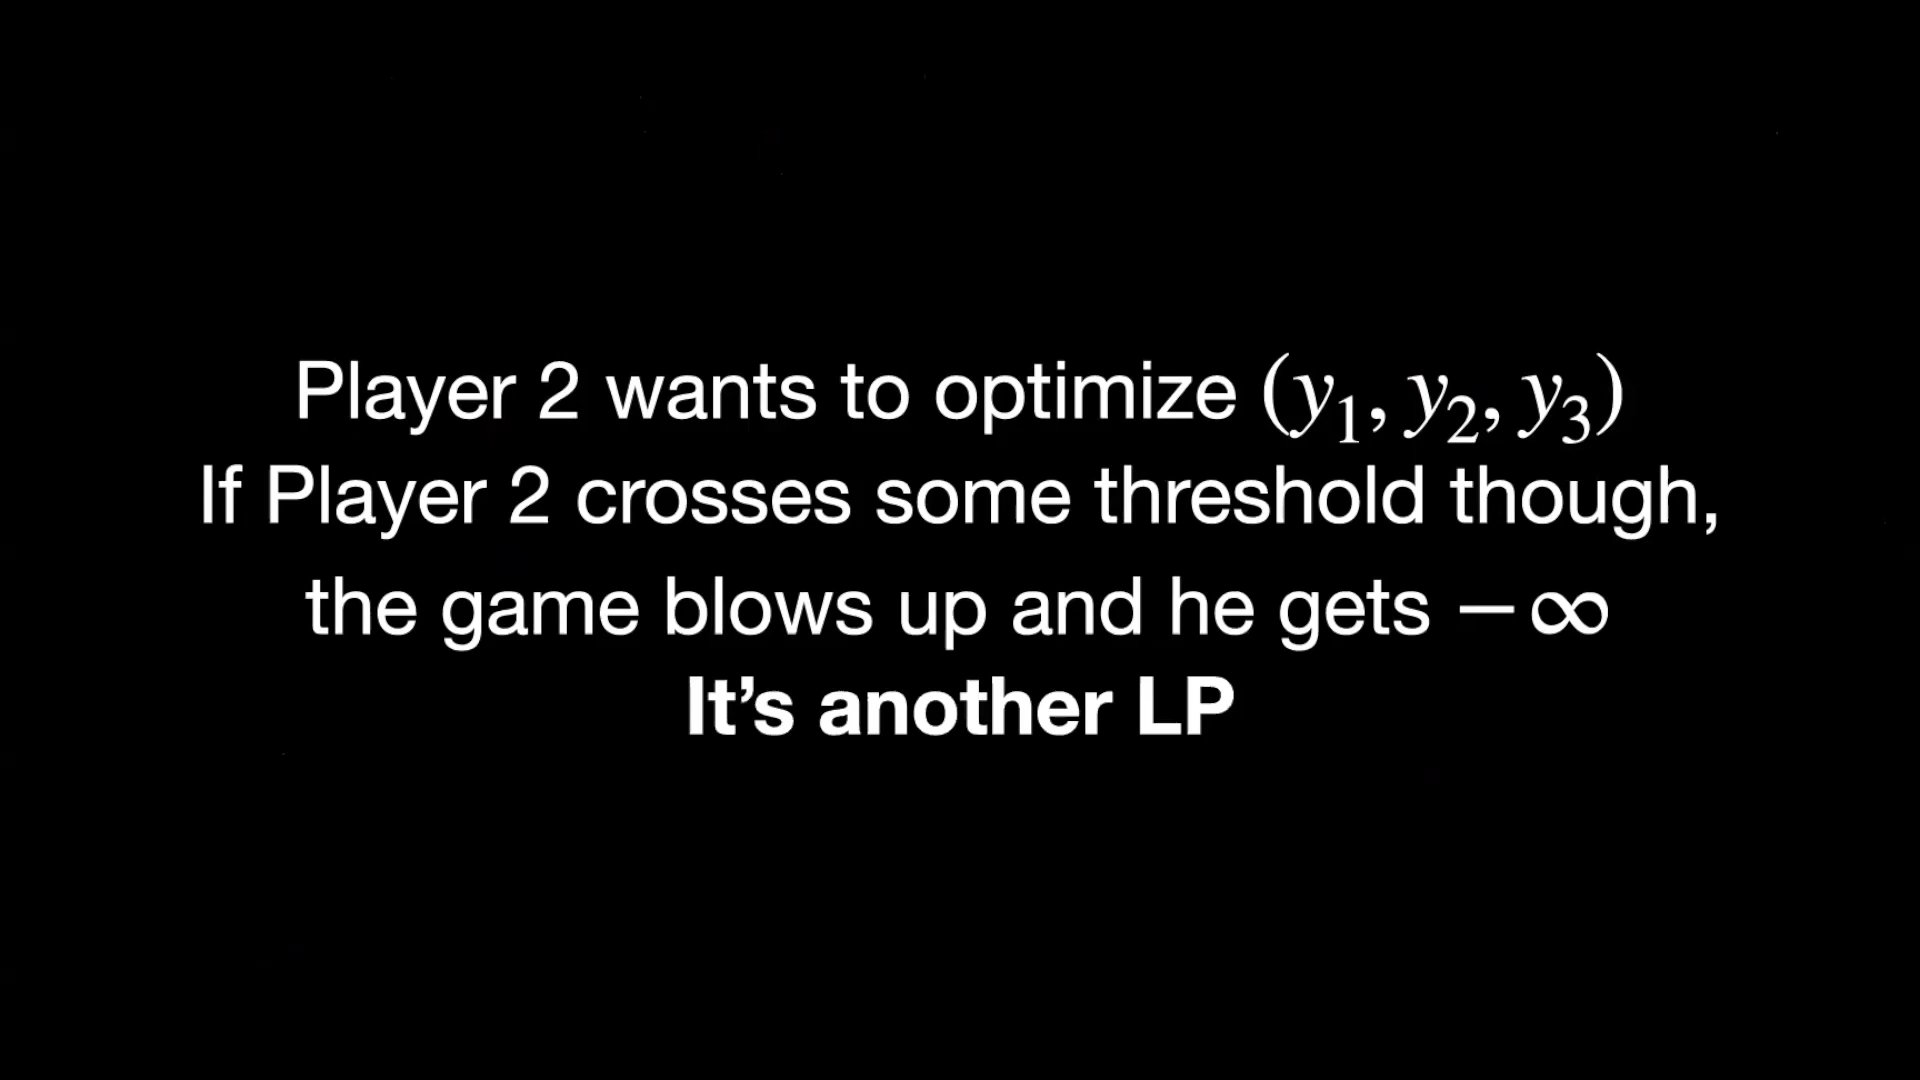 Player 2 wants to optimize (y₁, y₂, y₃)
If Player 2 crosses some threshold though,
the game blows up and he gets −∞
It’s another LP